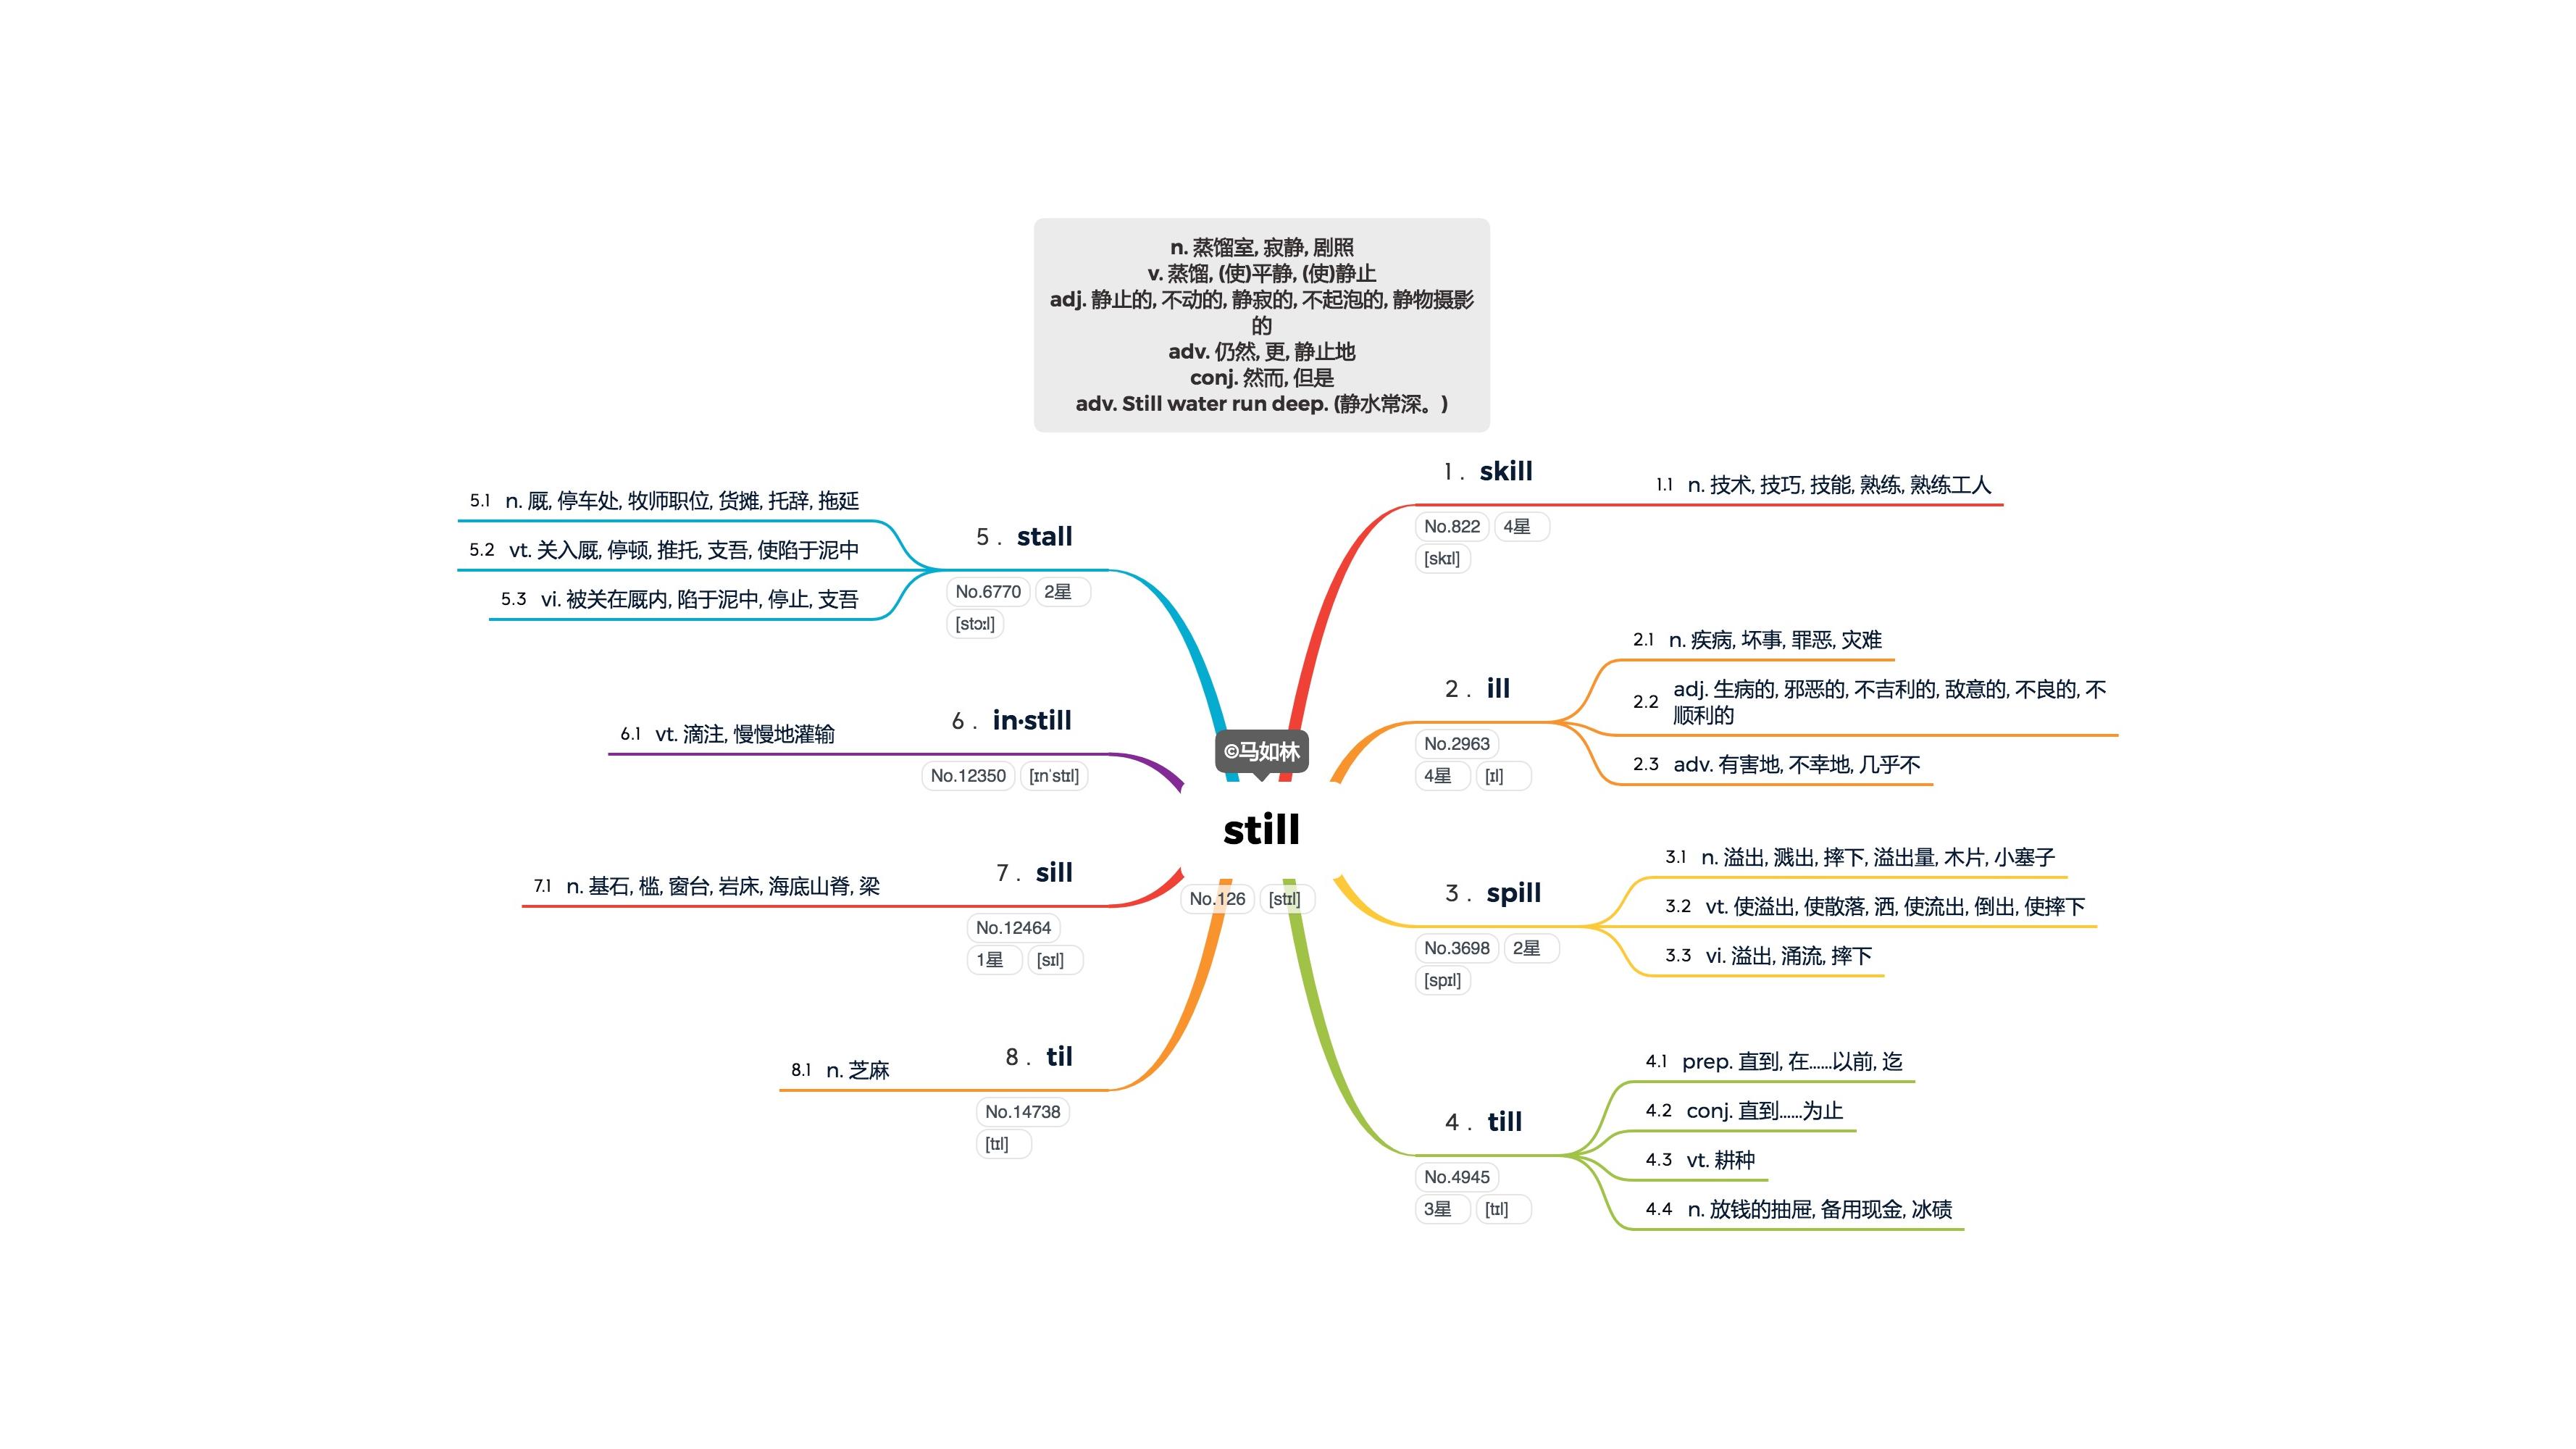 n. 蒸馏室, 寂静, 剧照
v. 蒸馏, (使)平静, (使)静止
adj. 静止的, 不动的, 静寂的, 不起泡的, 静物摄影
的
adv. 仍然, 更, 静止地
conj. 然而, 但是
adv. Still water run deep. (静水常深。)
©马如林
still
No.126 [stɪl]
1 . skill
No.822 4星
[skɪl]
1.1 n. 技术, 技巧, 技能, 熟练, 熟练工人
2 . ill
No.2963
4星 [ɪl]
2.1 n. 疾病, 坏事, 罪恶, 灾难
2.2 adj. 生病的, 邪恶的, 不吉利的, 敌意的, 不良的, 不
顺利的
2.3 adv. 有害地, 不幸地, 几乎不
3 . spill
No.3698 2星
[spɪl]
3.1 n. 溢出, 溅出, 摔下, 溢出量, 木片, 小塞子
3.2 vt. 使溢出, 使散落, 洒, 使流出, 倒出, 使摔下
3.3 vi. 溢出, 涌流, 摔下
4 . till
No.4945
3星 [tɪl]
4.1 prep. 直到, 在……以前, 迄
4.2 conj. 直到……为止
4.3 vt. 耕种
4.4 n. 放钱的抽屉, 备用现金, 冰碛
5 . stall
No.6770 2星
[stɔːl]
5.1 n. 厩, 停车处, 牧师职位, 货摊, 托辞, 拖延
5.2 vt. 关入厩, 停顿, 推托, 支吾, 使陷于泥中
5.3 vi. 被关在厩内, 陷于泥中, 停止, 支吾
6 . in·still
No.12350 [ɪnˈstɪl]
6.1 vt. 滴注, 慢慢地灌输
7 . sill
No.12464
1星 [sɪl]
7.1 n. 基石, 槛, 窗台, 岩床, 海底山脊, 梁
8 . til
No.14738
[tɪl]
8.1 n. 芝麻